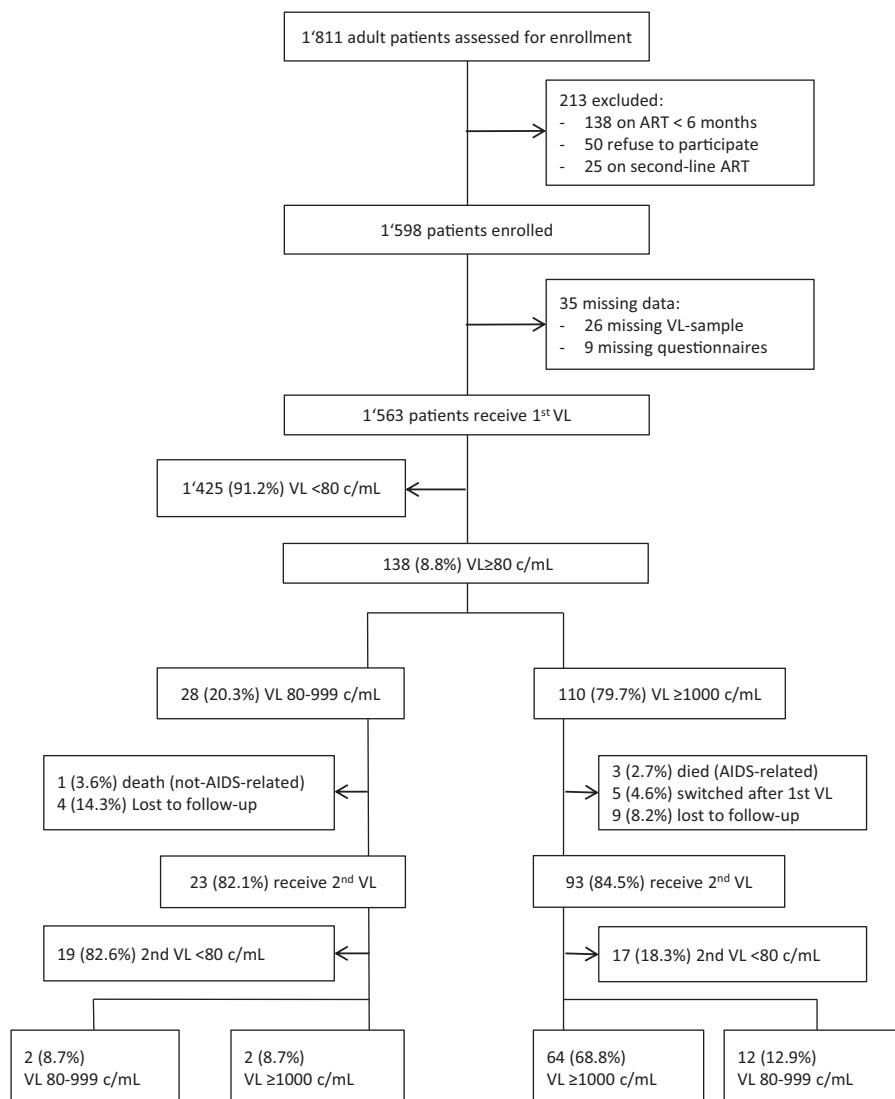 1‘811 adult patients assessed for enrollment
213 excluded:
- 138 on ART < 6 months
- 50 refuse to participate
- 25 on second-line ART
1‘598 patients enrolled
35 missing data:
- 26 missing VL-sample
- 9 missing questionnaires
1‘563 patients receive 1st VL
1‘425 (91.2%) VL <80 c/mL
138 (8.8%) VL≥80 c/mL
28 (20.3%) VL 80-999 c/mL
110 (79.7%) VL ≥1000 c/mL
1 (3.6%) death (not-AIDS-related)
4 (14.3%) Lost to follow-up
3 (2.7%) died (AIDS-related)
5 (4.6%) switched after 1st VL
9 (8.2%) lost to follow-up
23 (82.1%) receive 2nd VL
93 (84.5%) receive 2nd VL
19 (82.6%) 2nd VL <80 c/mL
17 (18.3%) 2nd VL <80 c/mL
2 (8.7%)
VL 80-999 c/mL
2 (8.7%)
VL ≥1000 c/mL
64 (68.8%)
VL ≥1000 c/mL
12 (12.9%)
VL 80-999 c/mL